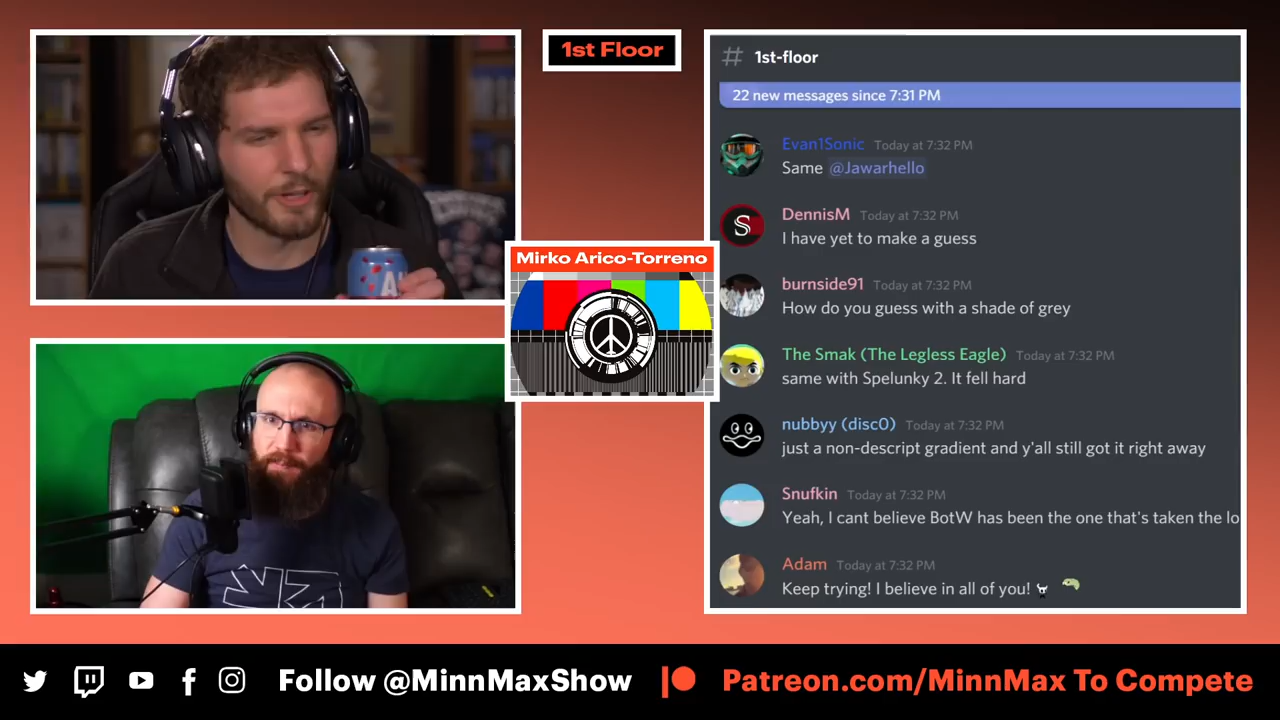 1st Floor
# 1st-floor
22 new messages since 7:31 PM
Evan1Sonic Today at 7:32 PM
Same @Jawarhello
DennisM Today at 7:32 PM
I have yet to make a guess
burnside91 Today at 7:32 PM
How do you guess with a shade of grey
The Smak (The Legless Eagle) Today at 7:32 PM
same with Spelunky 2. It fell hard
nubbyy (disc0) Today at 7:32 PM
just a non-descript gradient and y'all still got it right away
Snufkin Today at 7:32 PM
Yeah, I cant believe BotW has been the one that's taken the lo
Adam Today at 7:32 PM
Keep trying! I believe in all of you!
Mirko Arico-Torreno
Follow @MinnMaxShow
Patreon.com/MinnMax To Compete